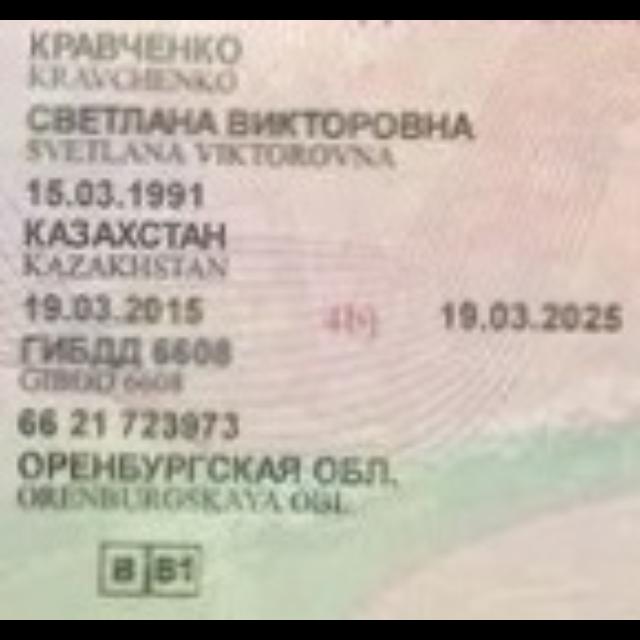 КРАВЧЕНКО
KRAVCHENKO
СВЕТЛАНА ВИКТОРОВНА
SVETLANA VIKTOROVNA
15.03.1991
КАЗАХСТАН
KAZAKHSTAN
19.03.2015 19.03.2025
ГИБДД 6608
GIBDD 6608
66 21 723973
ОРЕНБУРГСКАЯ ОБЛ.
ORENBURGSKAYA OBL.
B B1